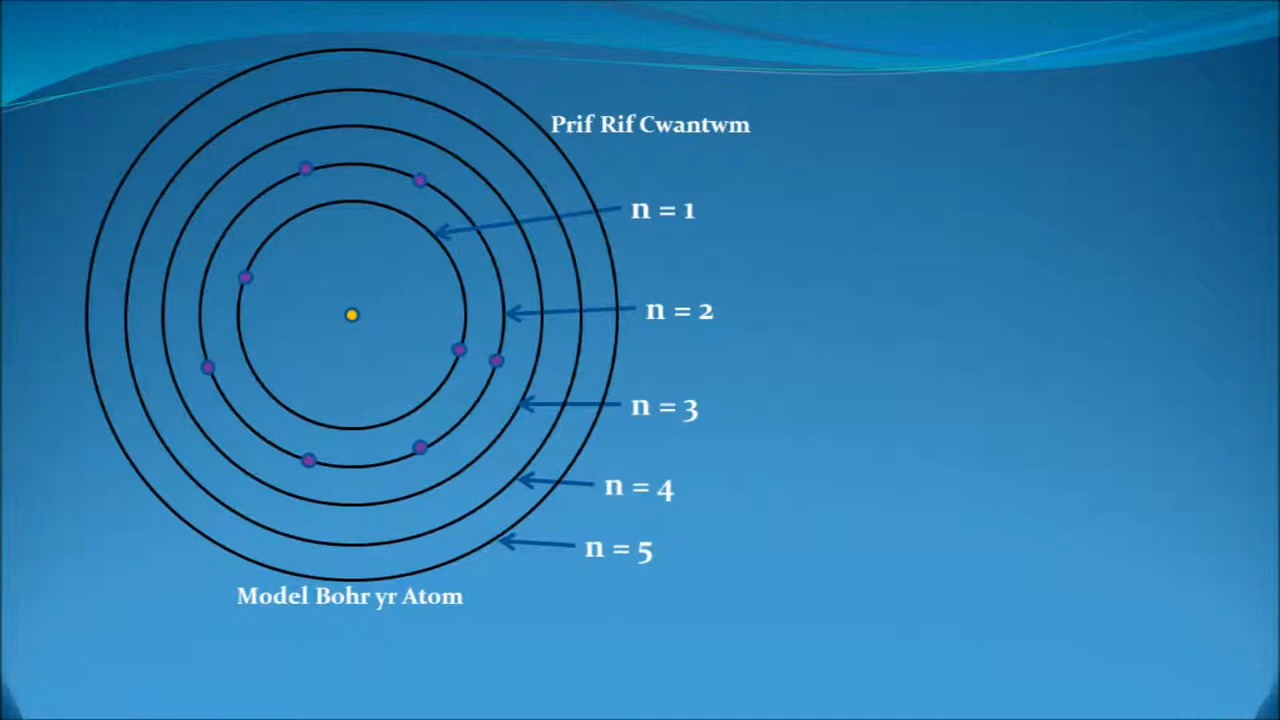 Prif Rif Cwantwm
n = 1
n = 2
n = 3
n = 4
n = 5
Model Bohr yr Atom